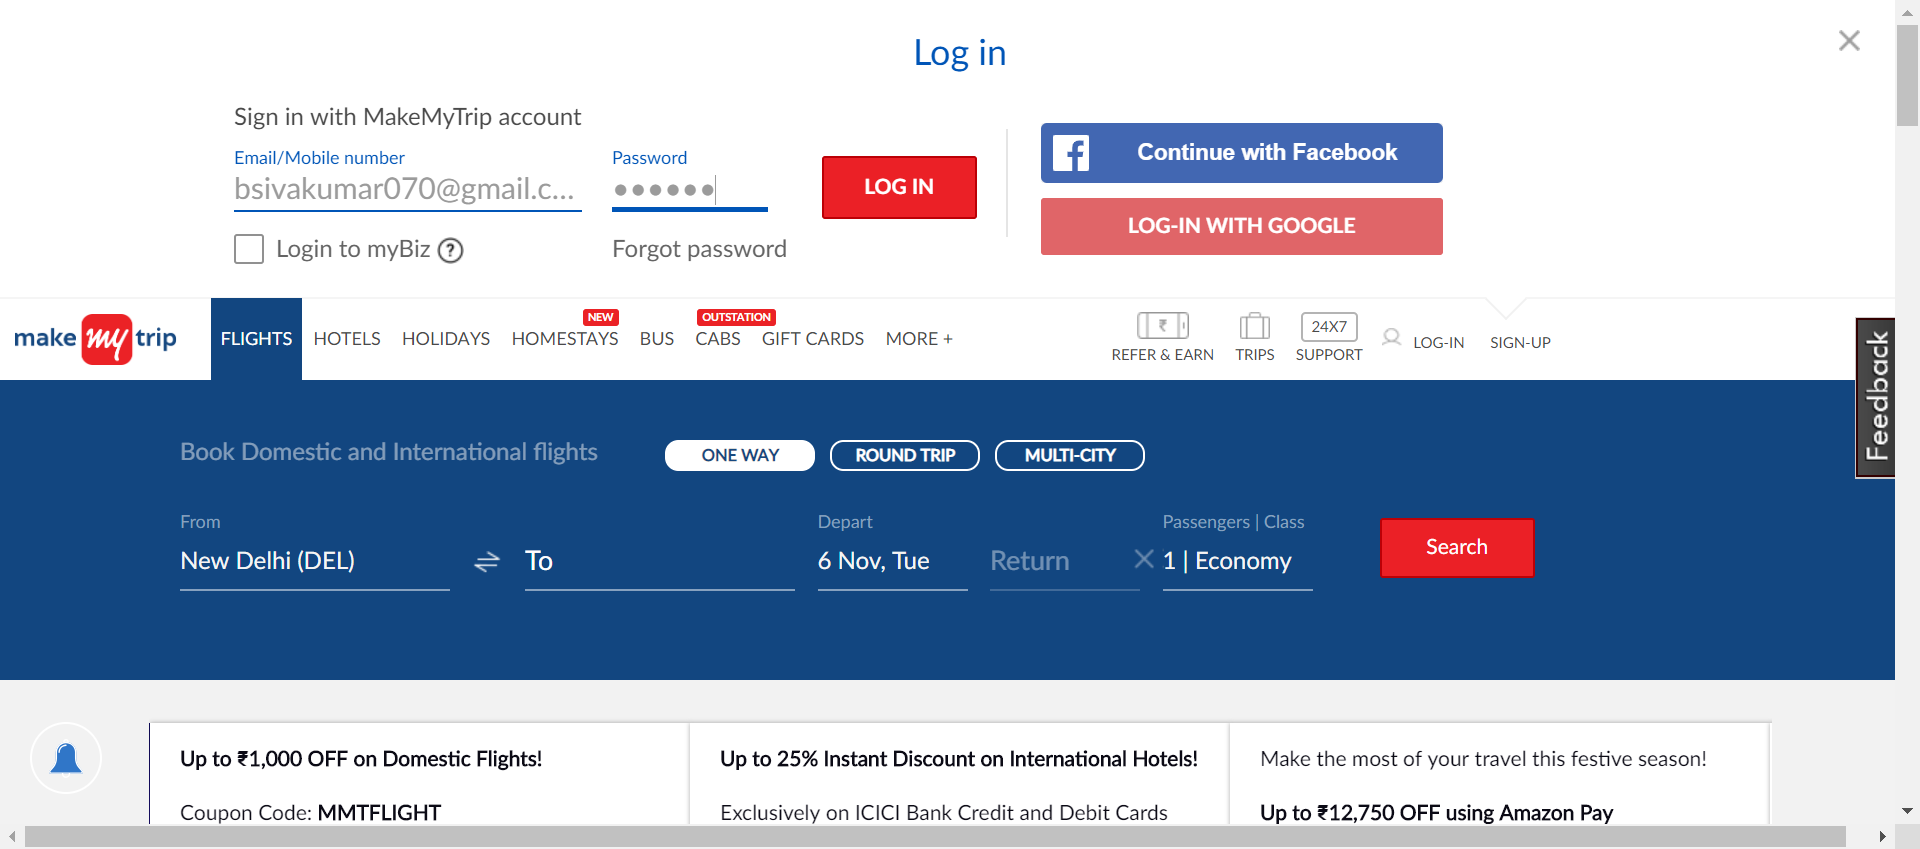 Log in
Sign in with MakeMyTrip account
Email/Mobile number
bsivakumar070@gmail.c...
Password
••••••
LOG IN
Login to myBiz ?
Forgot password
Continue with Facebook
LOG-IN WITH GOOGLE
make my trip
FLIGHTS
HOTELS
HOLIDAYS
NEW
HOMESTAYS
BUS
OUTSTATION
CABS
GIFT CARDS
MORE +
REFER & EARN
TRIPS
24X7
SUPPORT
LOG-IN
SIGN-UP
Feedback
Book Domestic and International flights
ONE WAY
ROUND TRIP
MULTI-CITY
From
New Delhi (DEL)
To
Depart
6 Nov, Tue
Return
Passengers | Class
1 | Economy
Search
Up to ₹1,000 OFF on Domestic Flights!
Coupon Code: MMTFLIGHT
Up to 25% Instant Discount on International Hotels!
Exclusively on ICICI Bank Credit and Debit Cards
Make the most of your travel this festive season!
Up to ₹12,750 OFF using Amazon Pay